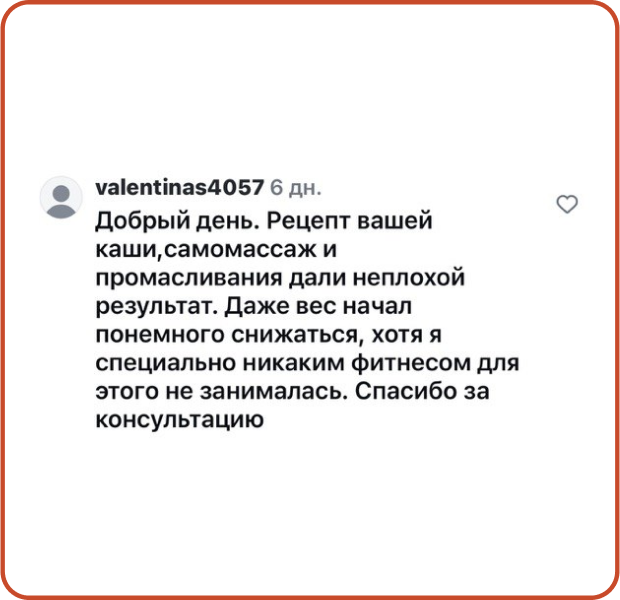 valentinas4057 6 дн.
Добрый день. Рецепт вашей
каши,самомассаж и
промасливания дали неплохой
результат. Даже вес начал
понемногу снижаться, хотя я
специально никаким фитнесом для
этого не занималась. Спасибо за
консультацию